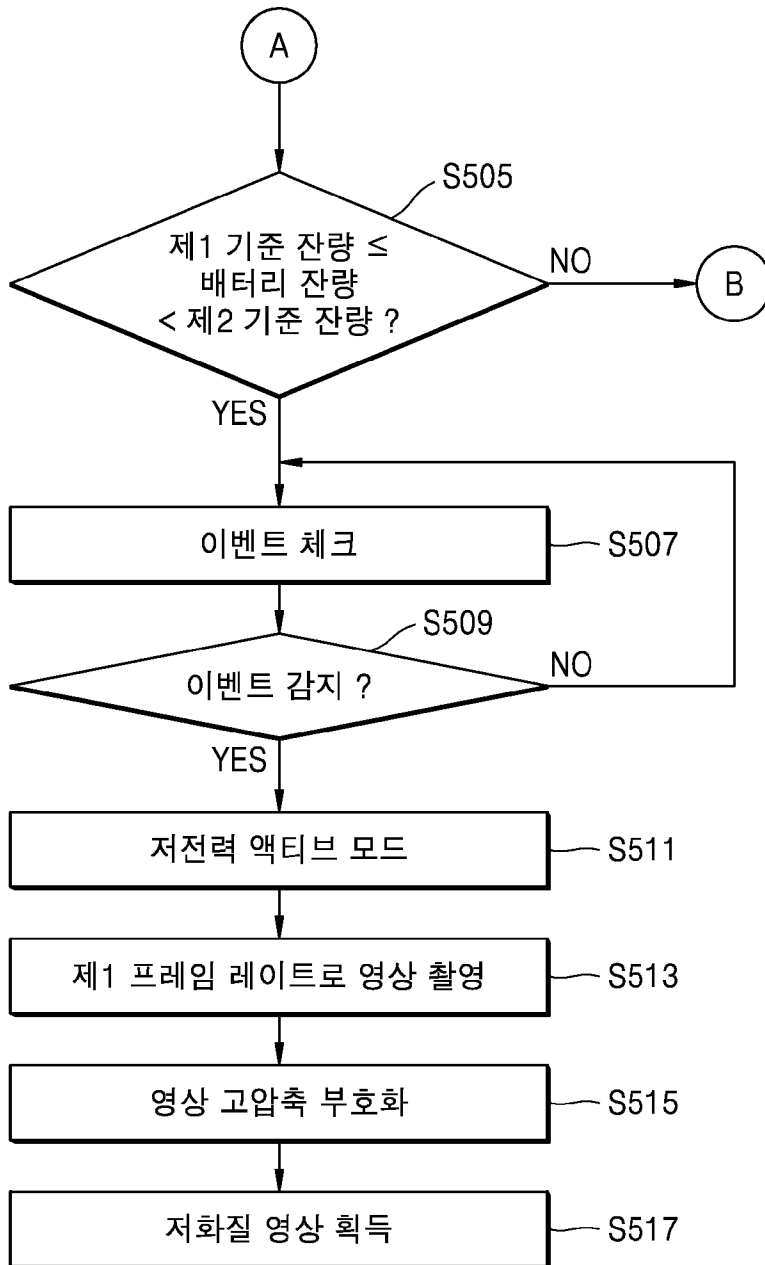 A
S505
제1 기준 잔량 ≤
배터리 잔량
< 제2 기준 잔량 ?
NO
B
YES
이벤트 체크
S507
S509
이벤트 감지 ?
NO
YES
저전력 액티브 모드
S511
제1 프레임 레이트로 영상 촬영
S513
영상 고압축 부호화
S515
저화질 영상 획득
S517